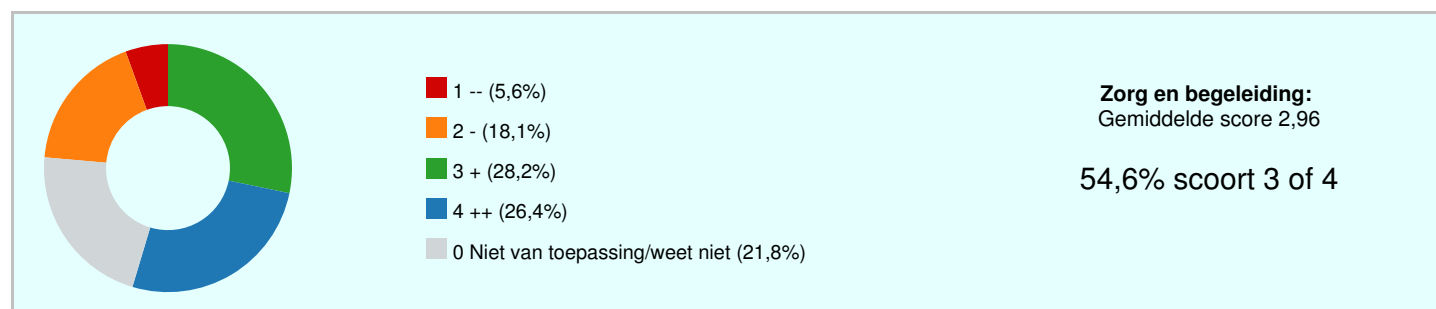 1 -- (5,6%)
2 - (18,1%)
3 + (28,2%)
4 ++ (26,4%)
0 Niet van toepassing/weet niet (21,8%)
Zorg en begeleiding:
Gemiddelde score 2,96
54,6% scoort 3 of 4